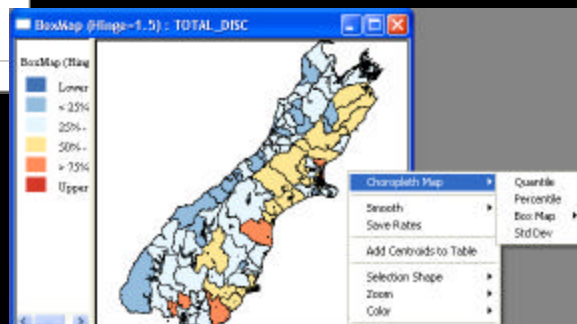 BoxMap (Hinge=1.5) : TOTAL_DISC
BoxMap (Hing
Lower
< 25%
25% -
50% -
> 75%
Upper
Choropleth Map
Smooth
Save Rates
Add Centroids to Table
Selection Shape
Zoom
Color
Quantile
Percentile
Box Map
Std Dev